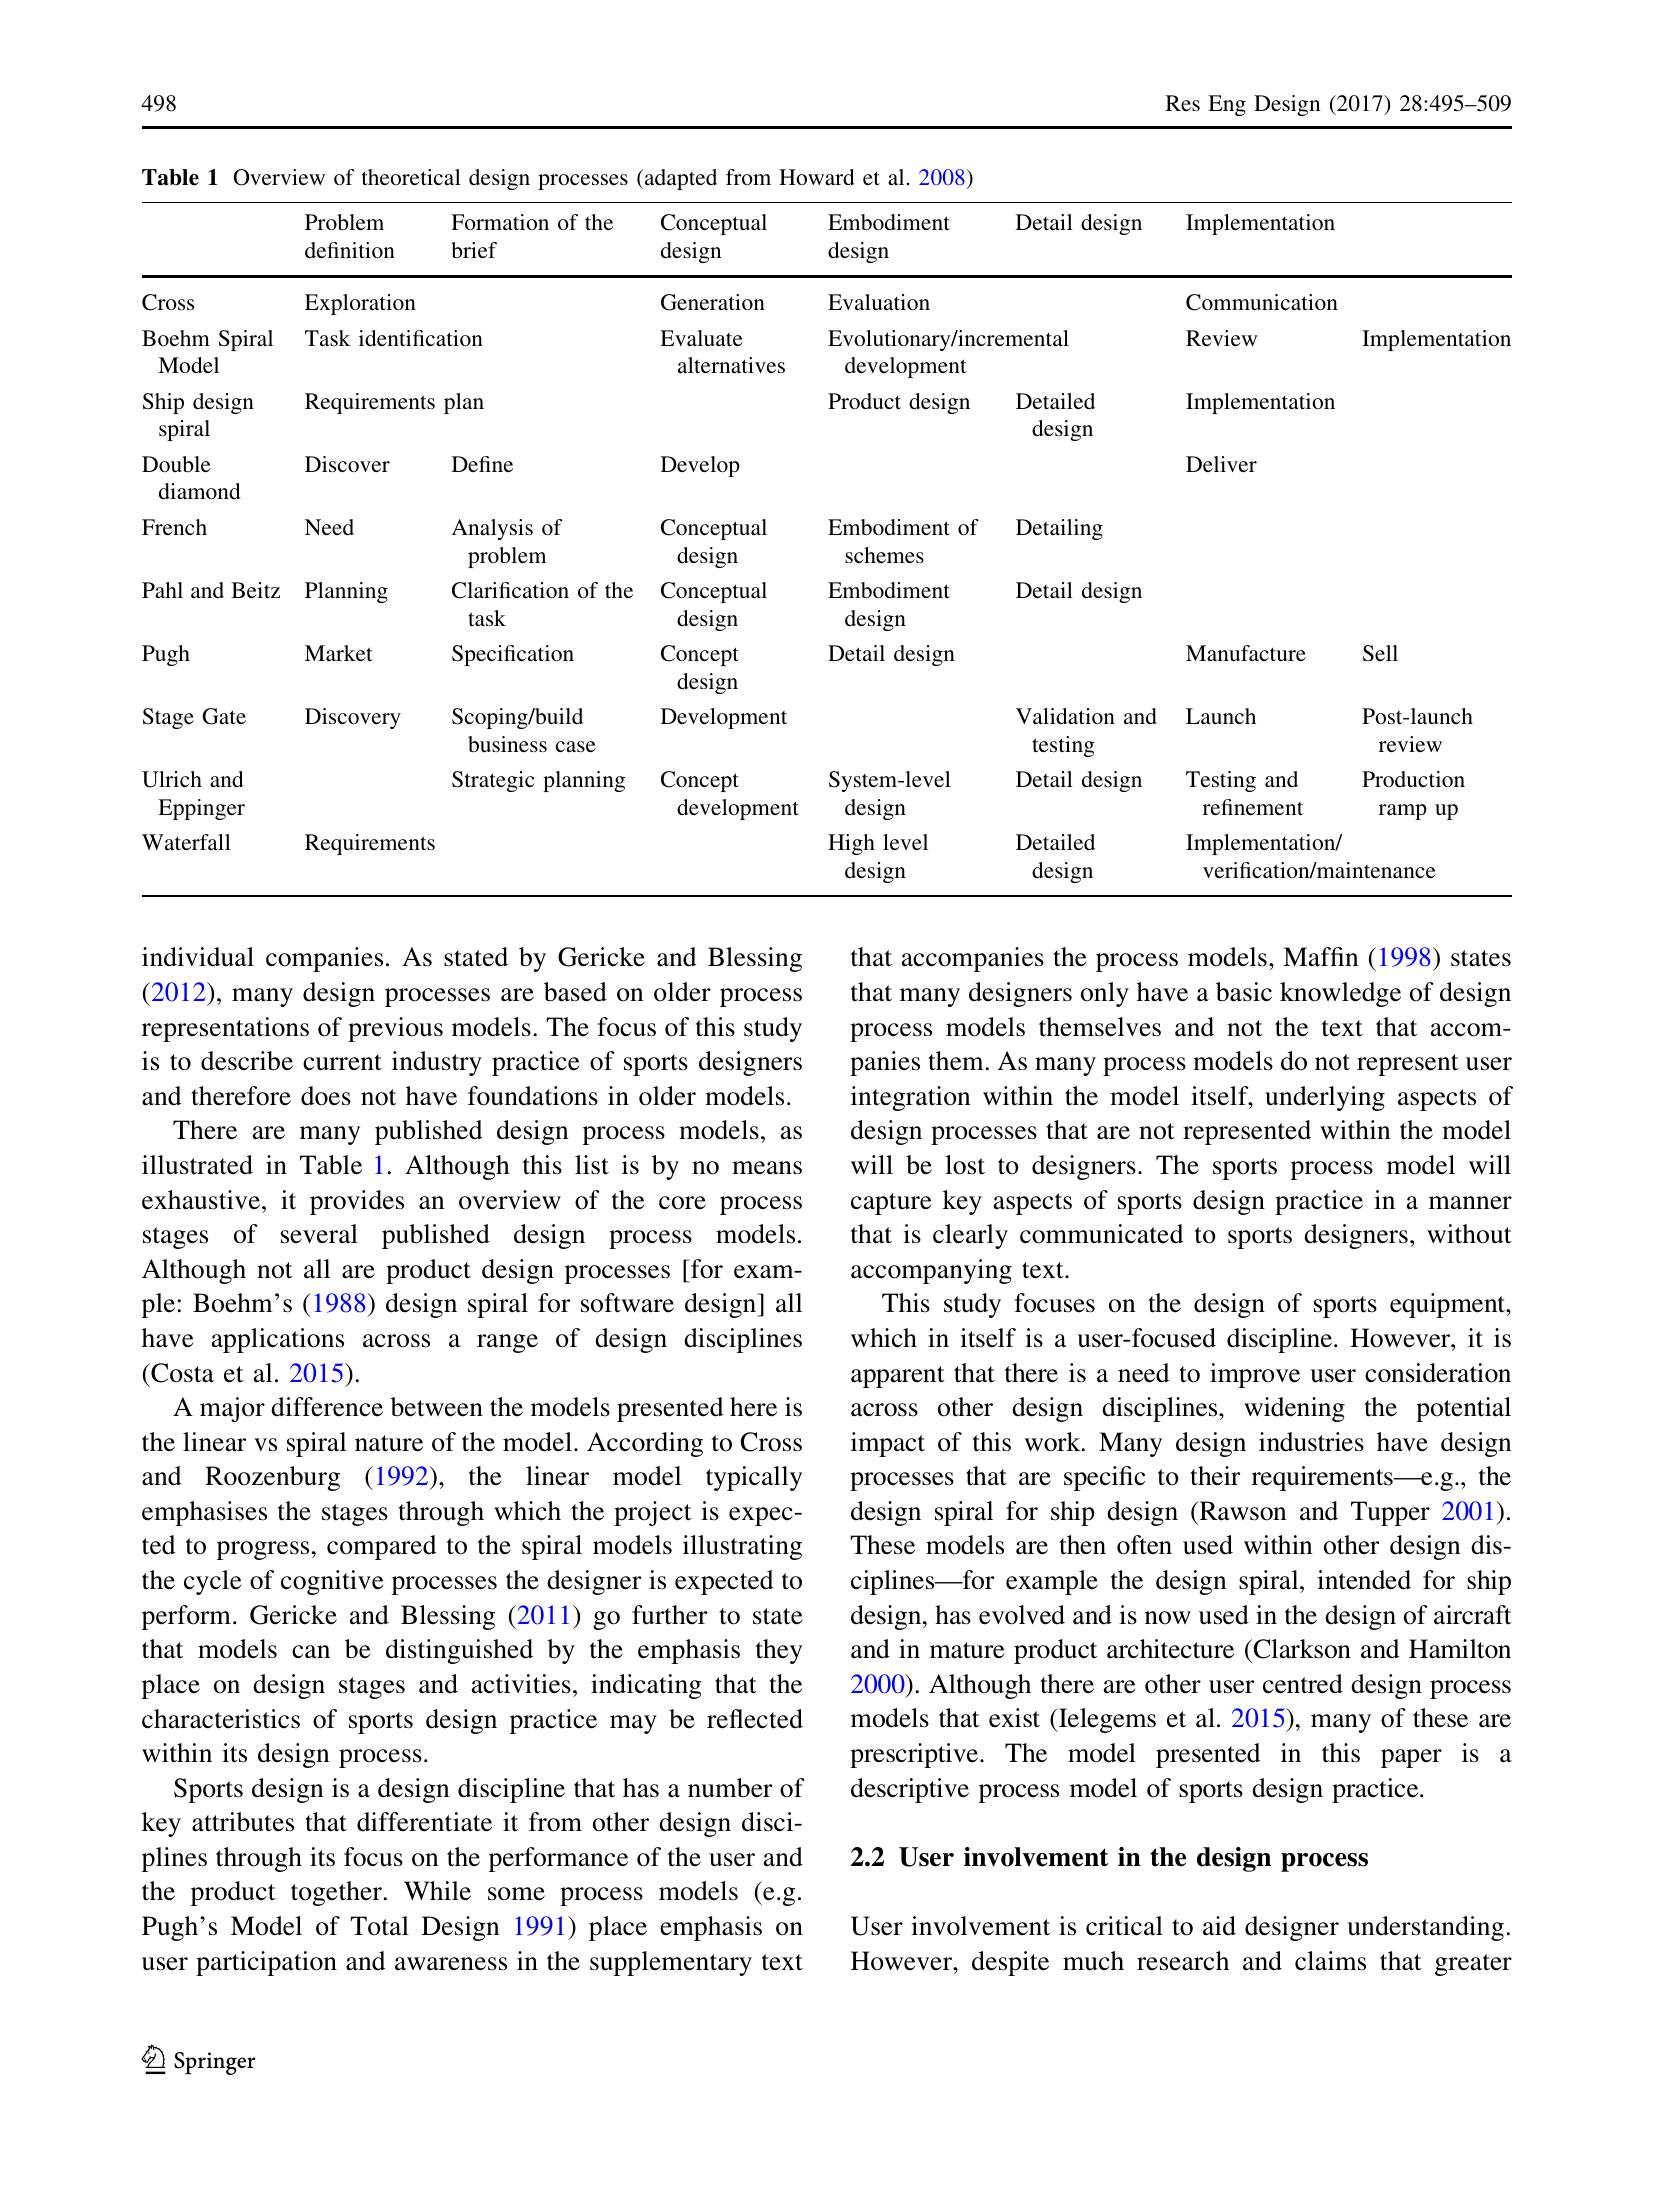 498
Res Eng Design (2017) 28:495–509
Table 1 Overview of theoretical design processes (adapted from Howard et al. 2008)
Problem definition Formation of the brief Conceptual design Embodiment design Detail design Implementation
Cross Exploration Generation Evaluation Communication
Boehm Spiral Model Task identification Evaluate alternatives Evolutionary/incremental development Review Implementation
Ship design spiral Requirements plan Product design Detailed design Implementation
Double diamond Discover Define Develop Deliver
French Need Analysis of problem Conceptual design Embodiment of schemes Detailing
Pahl and Beitz Planning Clarification of the task Conceptual design Embodiment design Detail design
Pugh Market Specification Concept design Detail design Manufacture Sell
Stage Gate Discovery Scoping/build business case Development Validation and testing Launch Post-launch review
Ulrich and Eppinger Strategic planning Concept development System-level design Detail design Testing and refinement Production ramp up
Waterfall Requirements High level design Detailed design Implementation/ verification/maintenance
individual companies. As stated by Gericke and Blessing
(2012), many design processes are based on older process
representations of previous models. The focus of this study
is to describe current industry practice of sports designers
and therefore does not have foundations in older models.
There are many published design process models, as
illustrated in Table 1. Although this list is by no means
exhaustive, it provides an overview of the core process
stages of several published design process models.
Although not all are product design processes [for exam-
ple: Boehm's (1988) design spiral for software design] all
have applications across a range of design disciplines
(Costa et al. 2015).
A major difference between the models presented here is
the linear vs spiral nature of the model. According to Cross
and Roozenburg (1992), the linear model typically
emphasises the stages through which the project is expec-
ted to progress, compared to the spiral models illustrating
the cycle of cognitive processes the designer is expected to
perform. Gericke and Blessing (2011) go further to state
that models can be distinguished by the emphasis they
place on design stages and activities, indicating that the
characteristics of sports design practice may be reflected
within its design process.
Sports design is a design discipline that has a number of
key attributes that differentiate it from other design disci-
plines through its focus on the performance of the user and
the product together. While some process models (e.g.
Pugh's Model of Total Design 1991) place emphasis on
user participation and awareness in the supplementary text
that accompanies the process models, Maffin (1998) states
that many designers only have a basic knowledge of design
process models themselves and not the text that accom-
panies them. As many process models do not represent user
integration within the model itself, underlying aspects of
design processes that are not represented within the model
will be lost to designers. The sports process model will
capture key aspects of sports design practice in a manner
that is clearly communicated to sports designers, without
accompanying text.
This study focuses on the design of sports equipment,
which in itself is a user-focused discipline. However, it is
apparent that there is a need to improve user consideration
across other design disciplines, widening the potential
impact of this work. Many design industries have design
processes that are specific to their requirements—e.g., the
design spiral for ship design (Rawson and Tupper 2001).
These models are then often used within other design dis-
ciplines—for example the design spiral, intended for ship
design, has evolved and is now used in the design of aircraft
and in mature product architecture (Clarkson and Hamilton
2000). Although there are other user centred design process
models that exist (Ielegems et al. 2015), many of these are
prescriptive. The model presented in this paper is a
descriptive process model of sports design practice.
2.2 User involvement in the design process
User involvement is critical to aid designer understanding.
However, despite much research and claims that greater
Springer